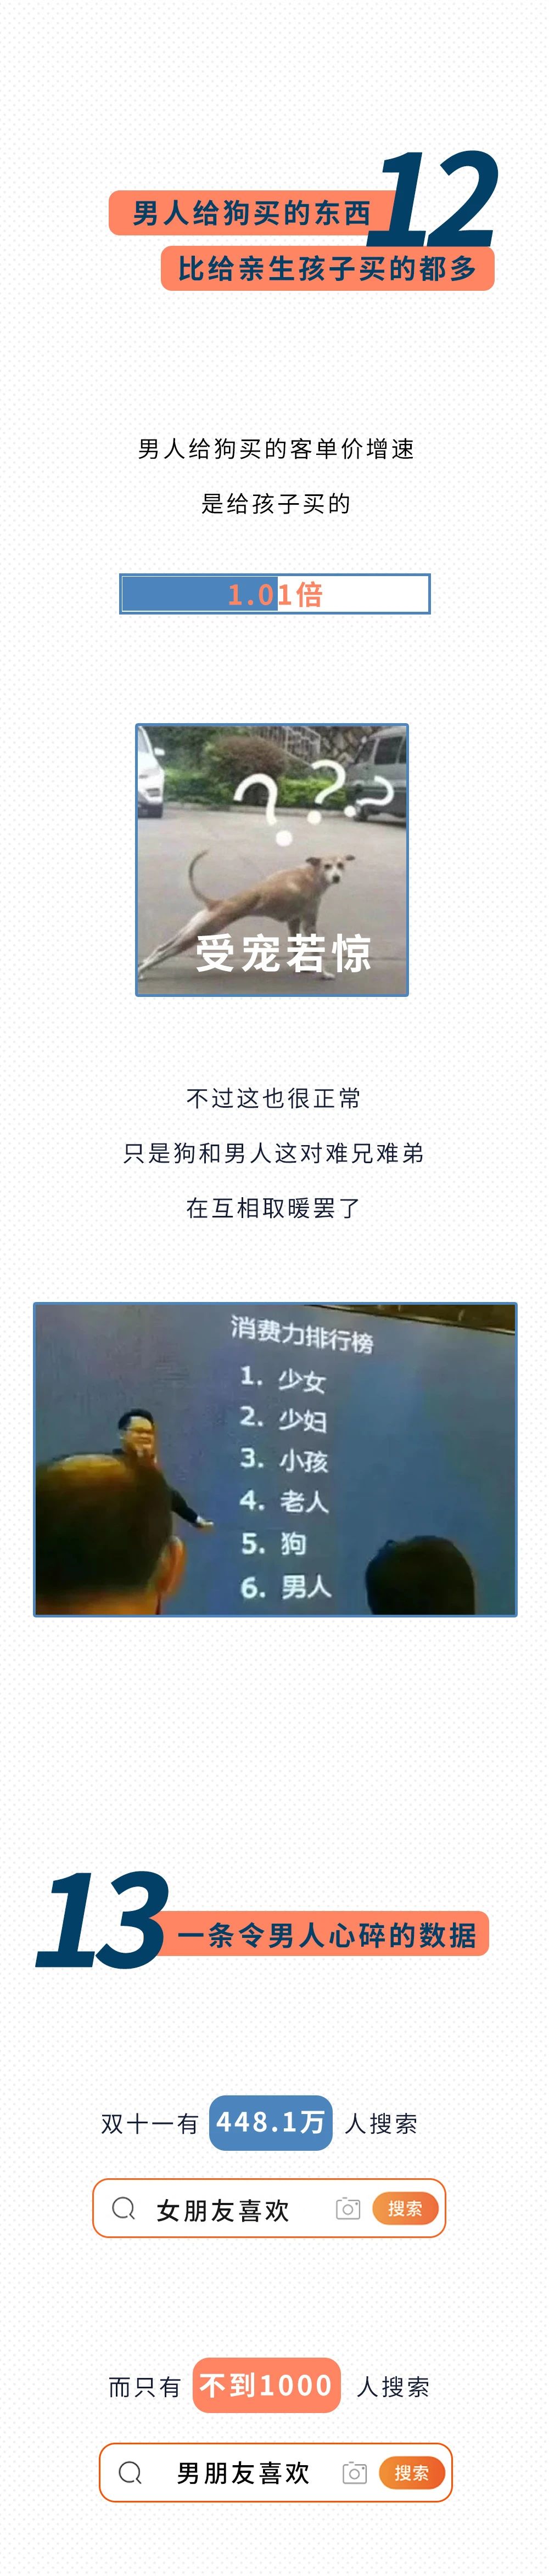 12
男人给狗买的东西
比给亲生孩子买的都多
男人给狗买的客单价增速
是给孩子买的
1.01倍
? ? ?
受宠若惊
不过这也很正常
只是狗和男人这对难兄难弟
在互相取暖罢了
消费力排行榜
1. 少女
2. 少妇
3. 小孩
4. 老人
5. 狗
6. 男人
13
一条令男人心碎的数据
双十一有 448.1万 人搜索
女朋友喜欢 搜索
而只有 不到1000 人搜索
男朋友喜欢 搜索